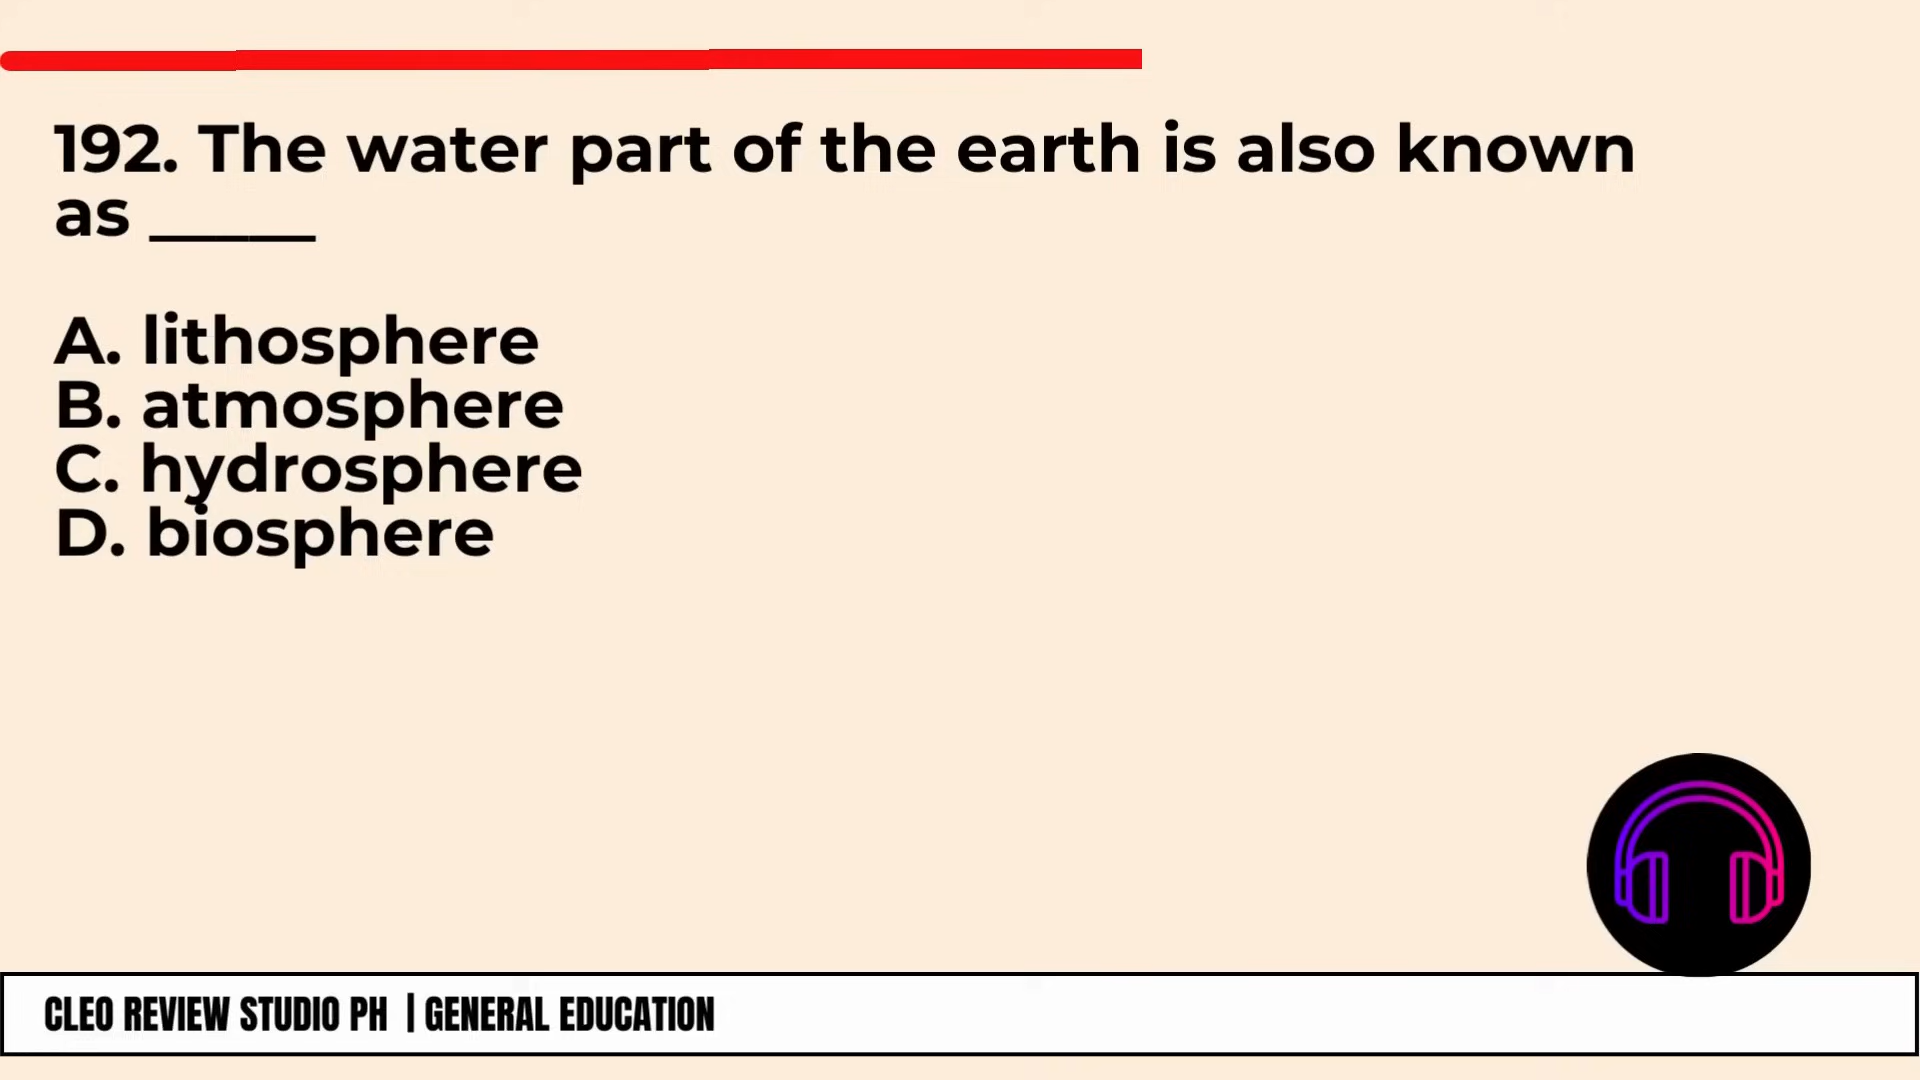 192. The water part of the earth is also known
as _____
A. lithosphere
B. atmosphere
C. hydrosphere
D. biosphere
CLEO REVIEW STUDIO PH | GENERAL EDUCATION